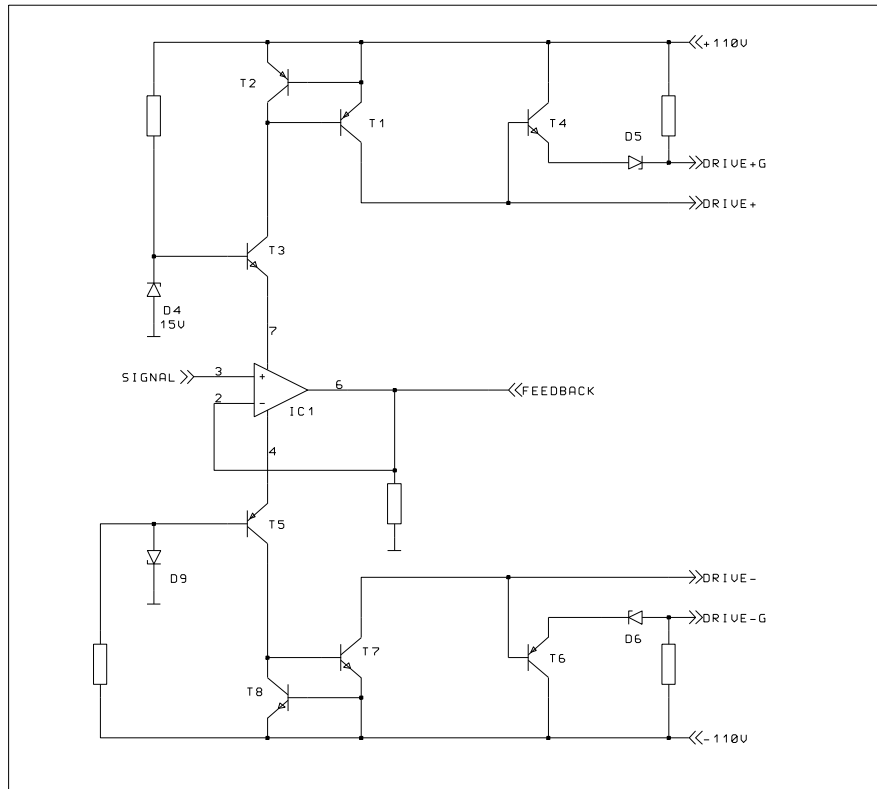 +110V
T2
T1
T4
D5
DRIVE+G
DRIVE+
T3
D4
15V
7
SIGNAL
3
+
6
FEEDBACK
2
-
IC1
4
T5
D9
DRIVE-
DRIVE-G
D6
T7
T6
T8
-110V